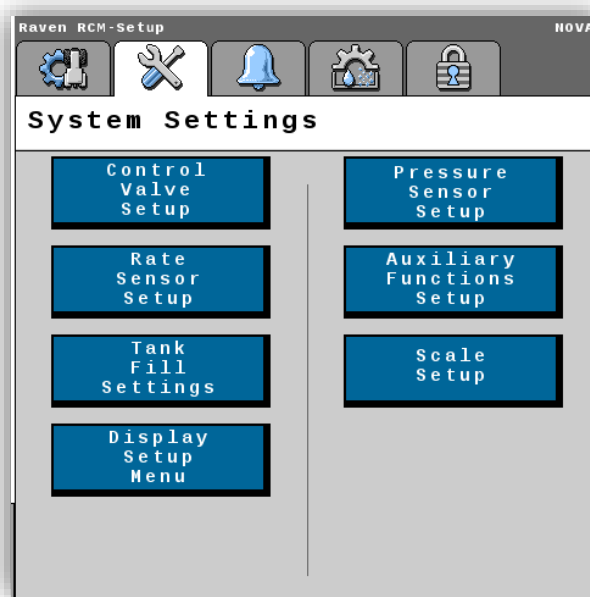 Raven RCM-Setup
NOVA
System Settings
Control
Valve
Setup
Pressure
Sensor
Setup
Rate
Sensor
Setup
Auxiliary
Functions
Setup
Tank
Fill
Settings
Scale
Setup
Display
Setup
Menu